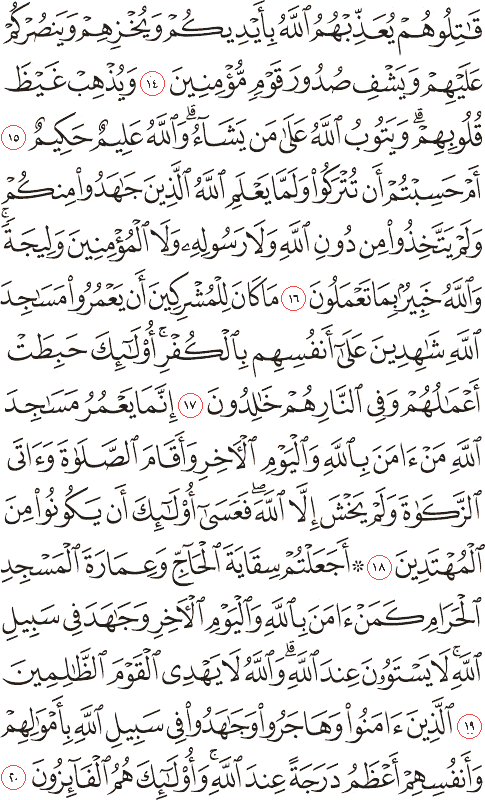 قَٰتِلُوهُمْ يُعَذِّبْهُمُ ٱللَّهُ بِأَيْدِيكُمْ وَيُخْزِهِمْ وَيَنصُرْكُمْ
عَلَيْهِمْ وَيَشْفِ صُدُورَ قَوْمٍ مُّؤْمِنِينَ ١٤ وَيُذْهِبْ غَيْظَ
قُلُوبِهِمْۗ وَيَتُوبُ ٱللَّهُ عَلَىٰ مَن يَشَآءُۗ وَٱللَّهُ عَلِيمٌ حَكِيمٌ ١٥
أَمْ حَسِبْتُمْ أَن تُتْرَكُوا۟ وَلَمَّا يَعْلَمِ ٱللَّهُ ٱلَّذِينَ جَٰهَدُوا۟ مِنكُمْ
وَلَمْ يَتَّخِذُوا۟ مِن دُونِ ٱللَّهِ وَلَا رَسُولِهِۦ وَلَا ٱلْمُؤْمِنِينَ وَلِيجَةًۚ
وَٱللَّهُ خَبِيرٌۢ بِمَا تَعْمَلُونَ ١٦ مَا كَانَ لِلْمُشْرِكِينَ أَن يَعْمُرُوا۟ مَسَٰجِدَ
ٱللَّهِ شَٰهِدِينَ عَلَىٰٓ أَنفُسِهِم بِٱلْكُفْرِۚ أُو۟لَٰٓئِكَ حَبِطَتْ
أَعْمَٰلُهُمْ وَفِى ٱلنَّارِ هُمْ خَٰلِدُونَ ١٧ إِنَّمَا يَعْمُرُ مَسَٰجِدَ
ٱللَّهِ مَنْ ءَامَنَ بِٱللَّهِ وَٱلْيَوْمِ ٱلْءَاخِرِ وَأَقَامَ ٱلصَّلَوٰةَ وَءَاتَى
ٱلزَّكَوٰةَ وَلَمْ يَخْشَ إِلَّا ٱللَّهَۖ فَعَسَىٰٓ أُو۟لَٰٓئِكَ أَن يَكُونُوا۟ مِنَ
ٱلْمُهْتَدِينَ ١٨ ۞ أَجَعَلْتُمْ سِقَايَةَ ٱلْحَآجِّ وَعِمَارَةَ ٱلْمَسْجِدِ
ٱلْحَرَامِ كَمَنْ ءَامَنَ بِٱللَّهِ وَٱلْيَوْمِ ٱلْءَاخِرِ وَجَٰهَدَ فِى سَبِيلِ
ٱللَّهِۚ لَا يَسْتَوُۥنَ عِندَ ٱللَّهِۗ وَٱللَّهُ لَا يَهْدِى ٱلْقَوْمَ ٱلظَّٰلِمِينَ
١٩ ٱلَّذِينَ ءَامَنُوا۟ وَهَاجَرُوا۟ وَجَٰهَدُوا۟ فِى سَبِيلِ ٱللَّهِ بِأَمْوَٰلِهِمْ
وَأَنفُسِهِمْ أَعْظَمُ دَرَجَةً عِندَ ٱللَّهِۚ وَأُو۟لَٰٓئِكَ هُمُ ٱلْفَآئِزُونَ ٢٠